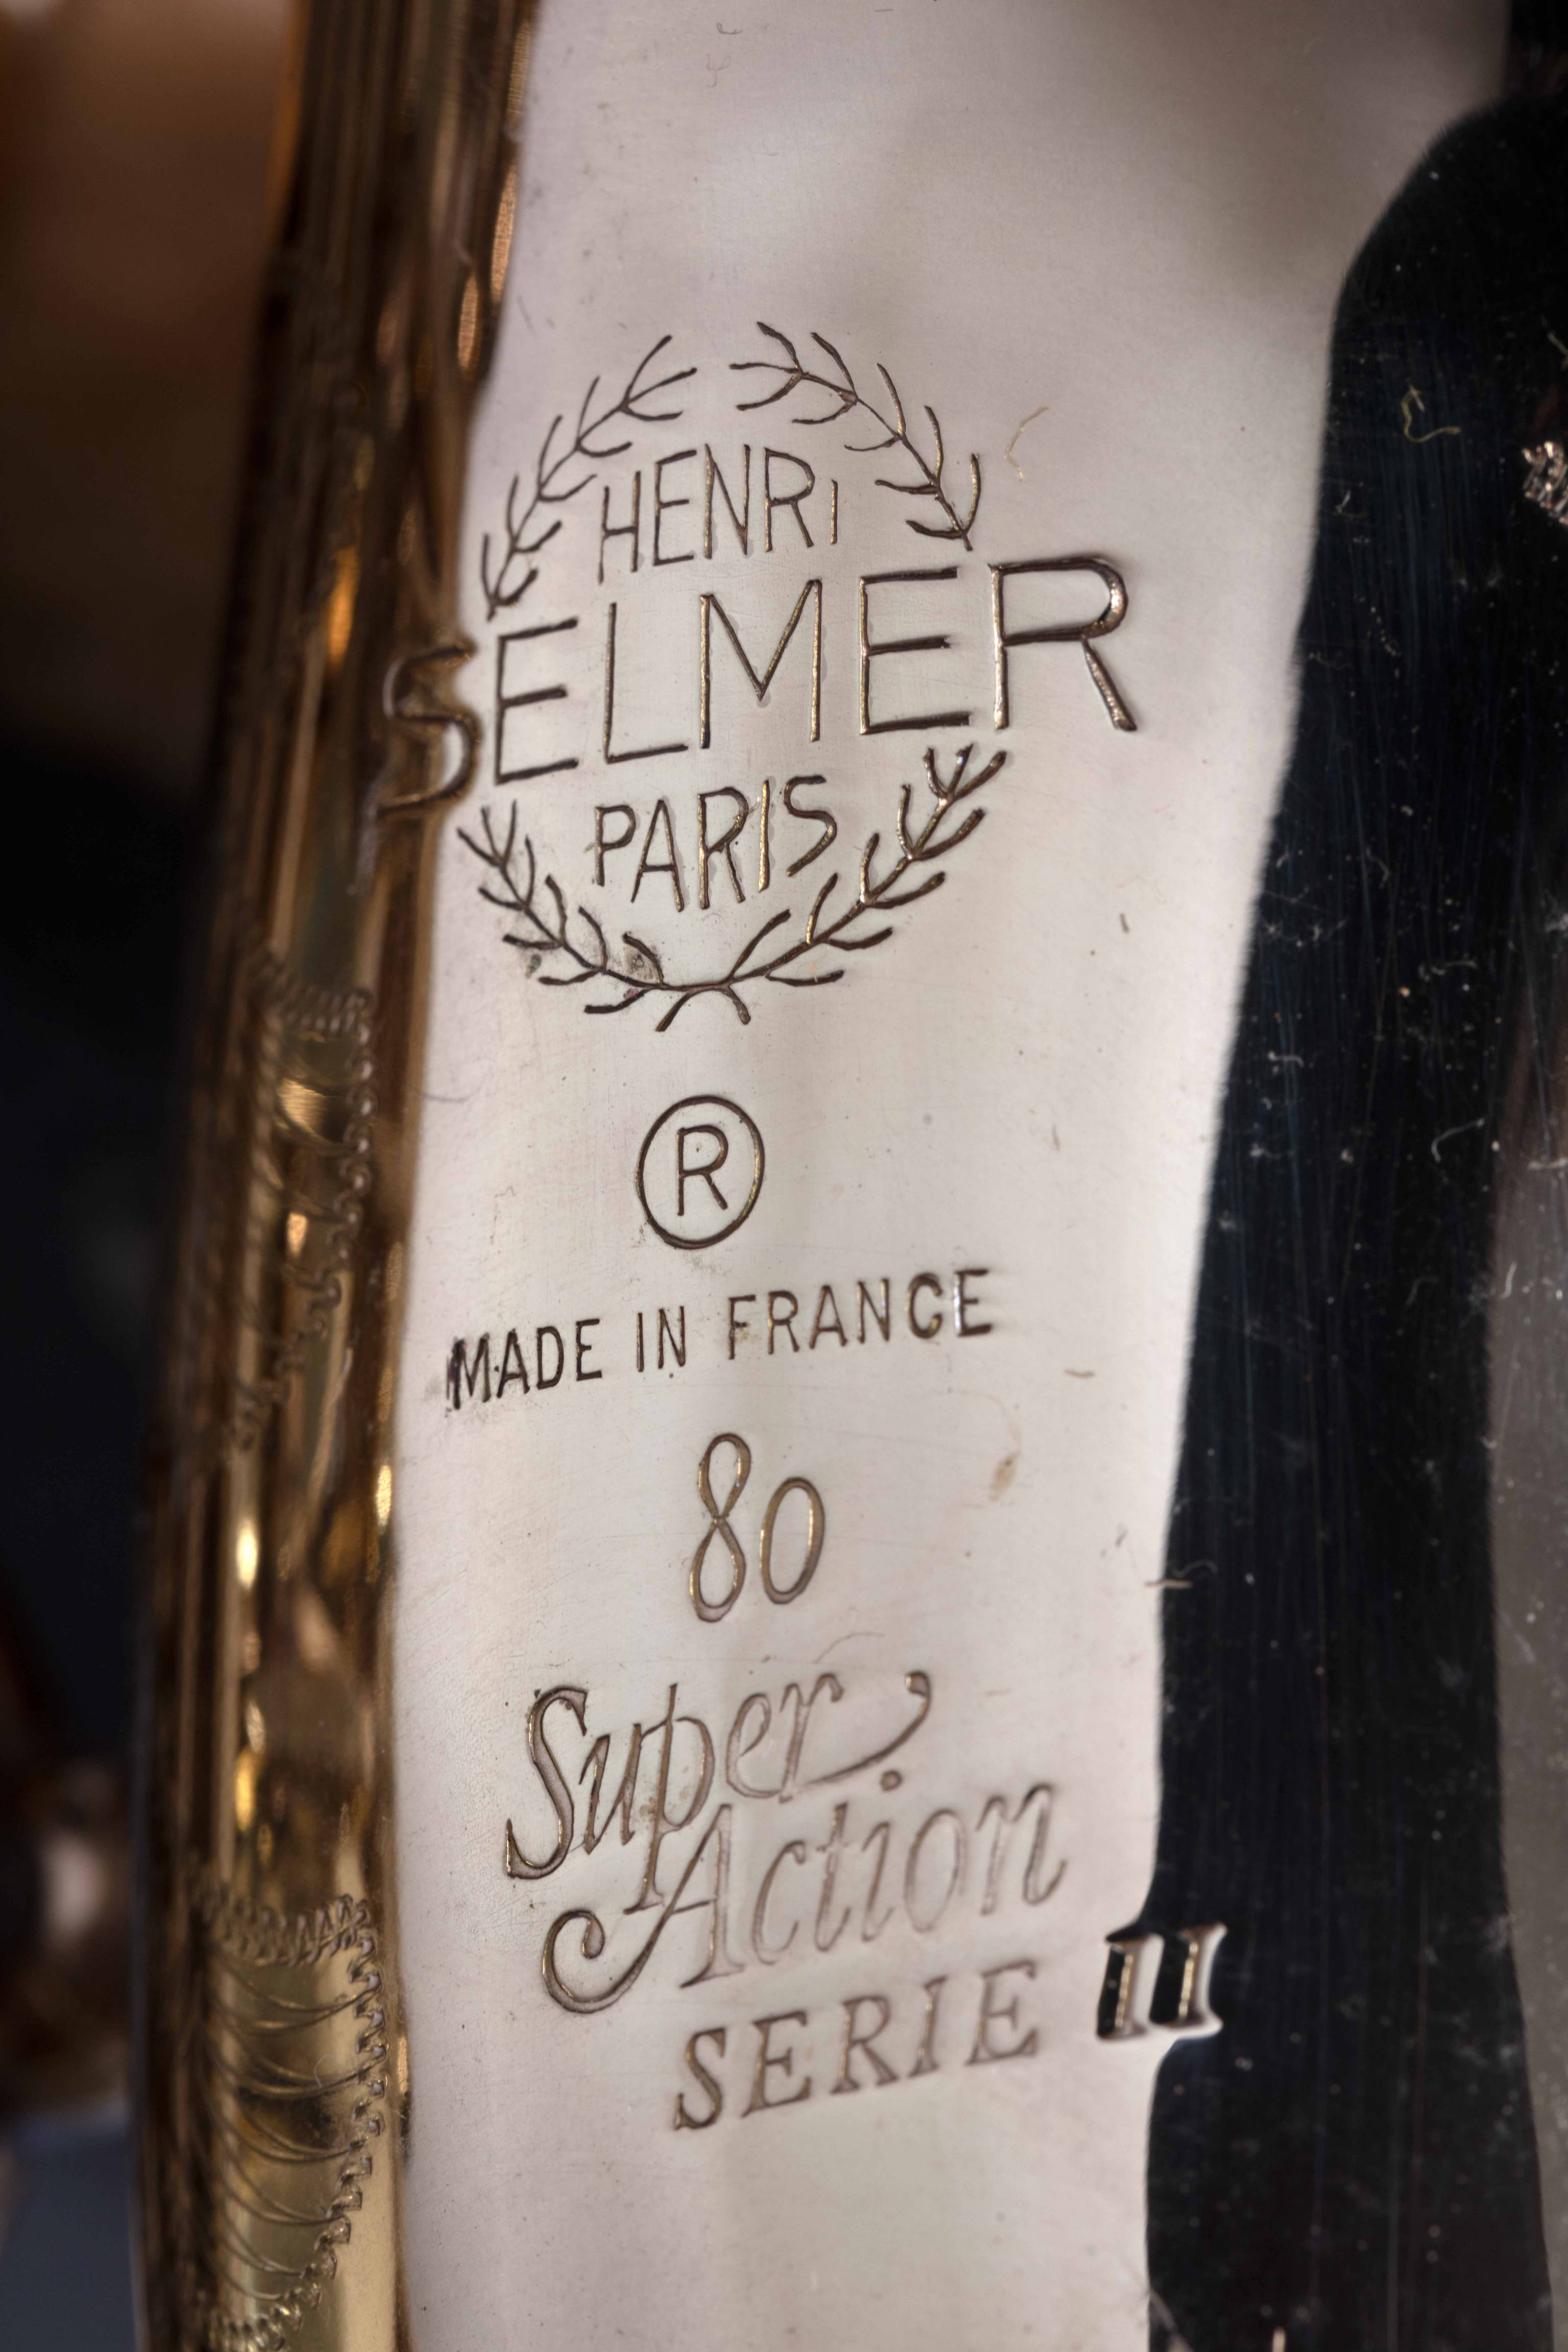 HENRI
SELMER
PARIS
®
MADE IN FRANCE
80
Super
Action
SERIE II